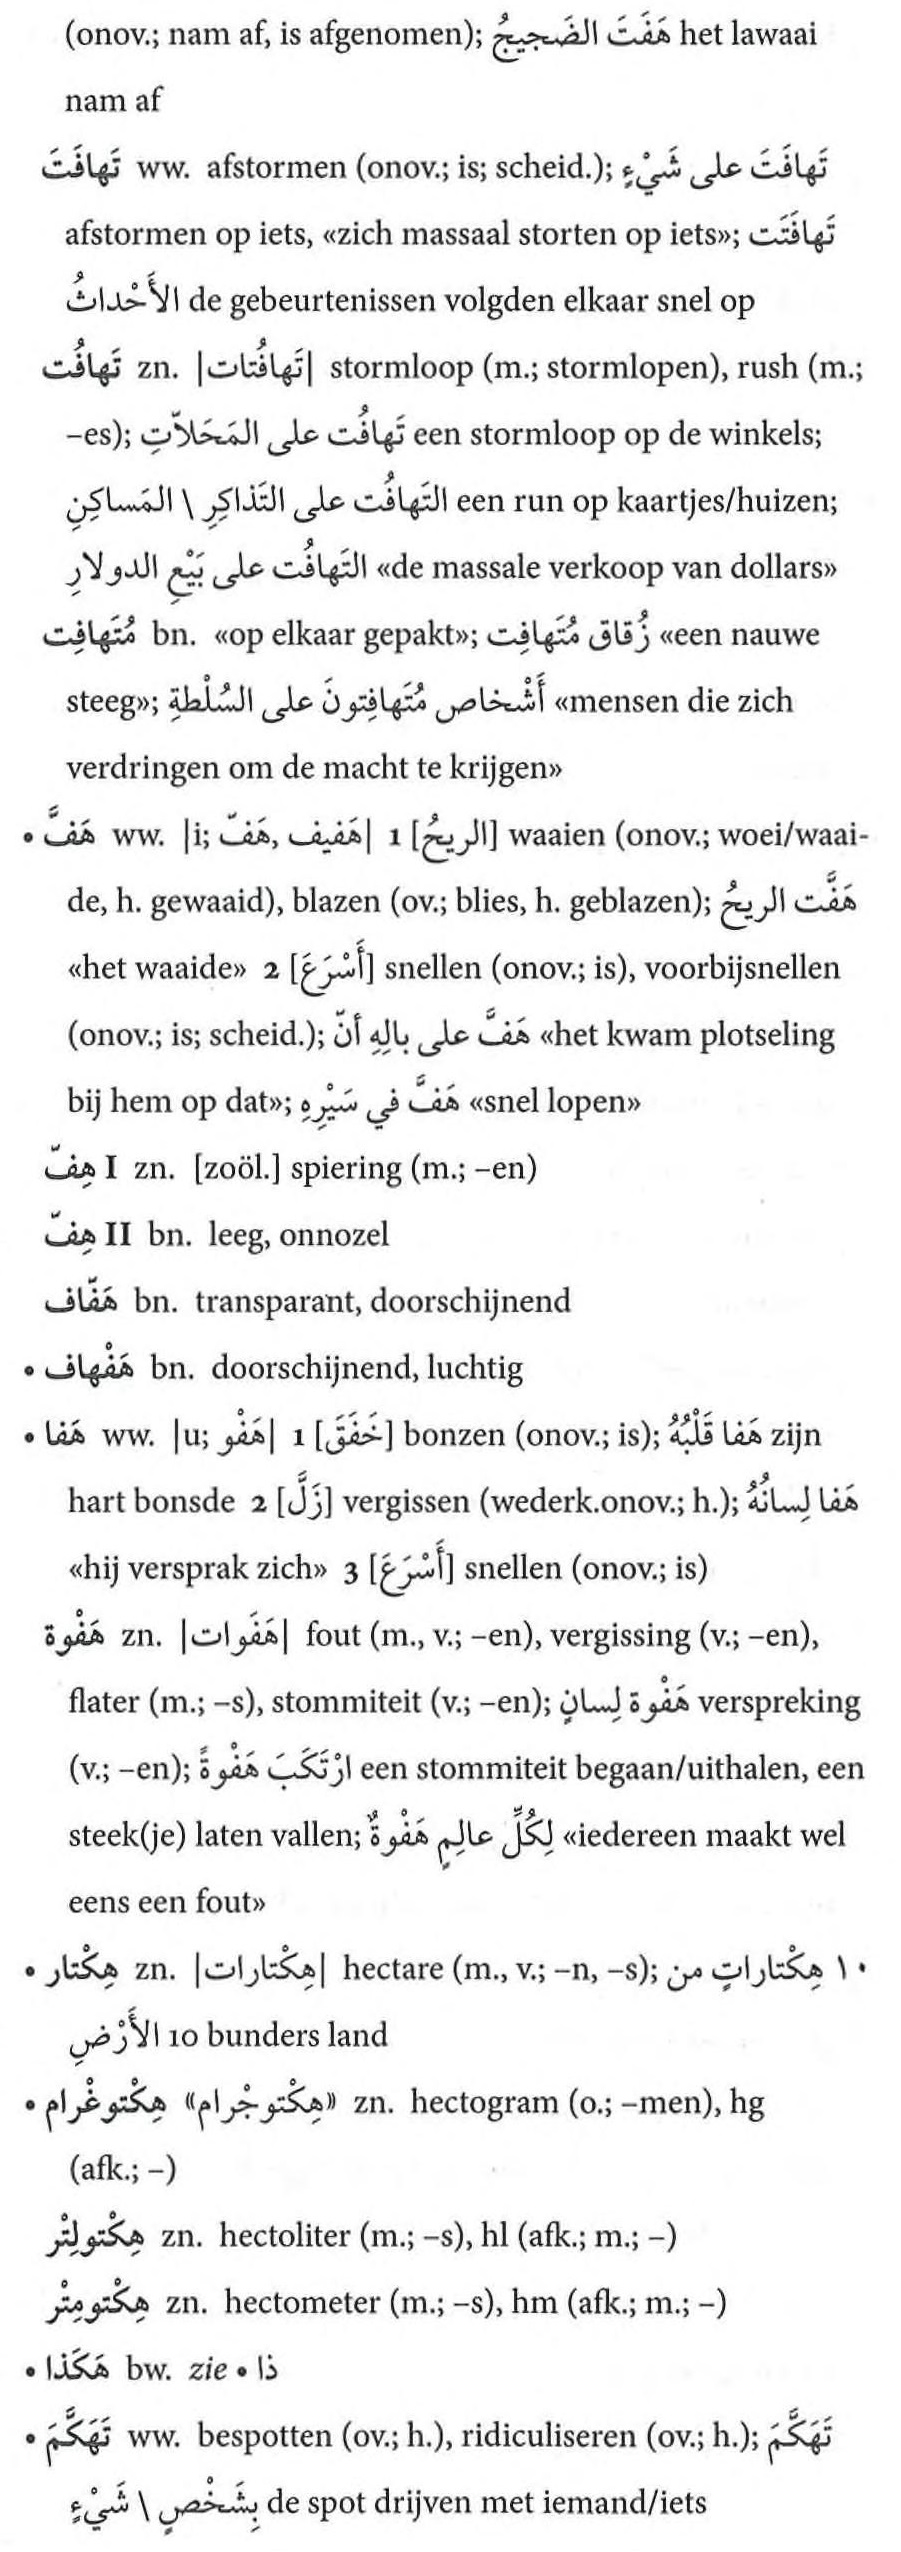 (onov.; nam af, is afgenomen); هَفَتَ الضَجيجُ het lawaai
nam af
تَهافَتَ ww. afstormen (onov.; is; scheid.); تَهافَتَ على شَيْءٍ
afstormen op iets, «zich massaal storten op iets»; تَهافَتَت
الأَحْداثُ de gebeurtenissen volgden elkaar snel op
تَهافُت zn. |تَهافُتات| stormloop (m.; stormlopen), rush (m.;
–es); تَهافُت على المَحَلاّتِ een stormloop op de winkels;
التَهافُت على التَذاكِرِ \ المَساكِنِ een run op kaartjes/huizen;
التَهافُت على بَيْعِ الدولارِ «de massale verkoop van dollars»
مُتَهافِت bn. «op elkaar gepakt»; زُقاق مُتَهافِت «een nauwe
steeg»; أَشْخاص مُتَهافِتونَ على السُلْطةِ «mensen die zich
verdringen om de macht te krijgen»
• هَفَّ ww. |i; هَفّ, هَفيف| 1 [الريحُ] waaien (onov.; woei/waai-
de, h. gewaaid), blazen (ov.; blies, h. geblazen); هَفَّت الريحُ
«het waaide» 2 [أَسْرَعَ] snellen (onov.; is), voorbijsnellen
(onov.; is; scheid.); هَفَّ على بالِهِ أنّ «het kwam plotseling
bij hem op dat»; هَفَّ في سَيْرِهِ «snel lopen»
هِفّ I zn. [zoöl.] spiering (m.; –en)
هِفّ II bn. leeg, onnozel
هَفّاف bn. transparant, doorschijnend
• هَفْهاف bn. doorschijnend, luchtig
• هَفا ww. |u; هَفْو| 1 [خَفَقَ] bonzen (onov.; is); هَفا قَلْبُهُ zijn
hart bonsde 2 [زَلَّ] vergissen (wederk.onov.; h.); هَفا لِسانُهُ
«hij versprak zich» 3 [أَسْرَعَ] snellen (onov.; is)
هَفْوة zn. |هَفَوات| fout (m., v.; –en), vergissing (v.; –en),
flater (m.; –s), stommiteit (v.; –en); هَفْوة لِسانٍ verspreking
(v.; –en); ارْتَكَبَ هَفْوةً een stommiteit begaan/uithalen, een
steek(je) laten vallen; لِكُلِّ عالِمٍ هَفْوةٌ «iedereen maakt wel
eens een fout»
• هِكْتار zn. |هِكْتارات| hectare (m., v.; –n, –s); ١٠ هِكْتاراتٍ من
الأَرْضِ 10 bunders land
• هِكْتوغْرام «هِكْتوجْرام» zn. hectogram (o.; –men), hg
(afk.; –)
هِكْتولِتْر zn. hectoliter (m.; –s), hl (afk.; m.; –)
هِكْتومِتْر zn. hectometer (m.; –s), hm (afk.; m.; –)
• هَكَذا bw. zie • ذا
• تَهَكَّمَ ww. bespotten (ov.; h.), ridiculiseren (ov.; h.); تَهَكَّمَ
بِشَخْصٍ \ شَيْءٍ de spot drijven met iemand/iets